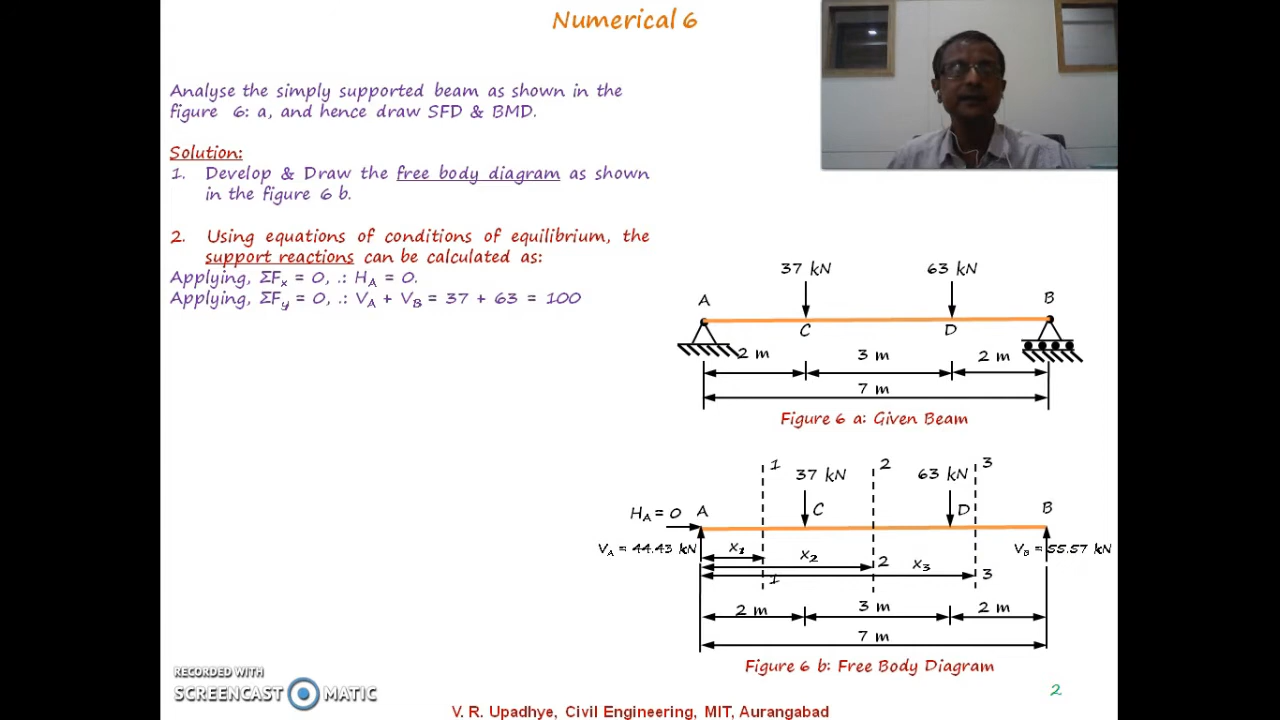 Numerical 6
Analyse the simply supported beam as shown in the
figure 6: a, and hence draw SFD & BMD.
Solution:
1. Develop & Draw the free body diagram as shown
in the figure 6 b.
2. Using equations of conditions of equilibrium, the
support reactions can be calculated as:
Applying, ΣFx = 0, .: HA = 0.
Applying, ΣFy = 0, .: VA + VB = 37 + 63 = 100
37 kN 63 kN
A B
C D
2 m 3 m 2 m
7 m
Figure 6 a: Given Beam
1 2 3
37 kN 63 kN
HA = 0 A C D B
VA = 44.43 kN x1 x2 VB = 55.57 kN
2 x3
1 3
2 m 3 m 2 m
7 m
Figure 6 b: Free Body Diagram
RECORDED WITH
SCREENCAST MATIC
2
V. R. Upadhye, Civil Engineering, MIT, Aurangabad